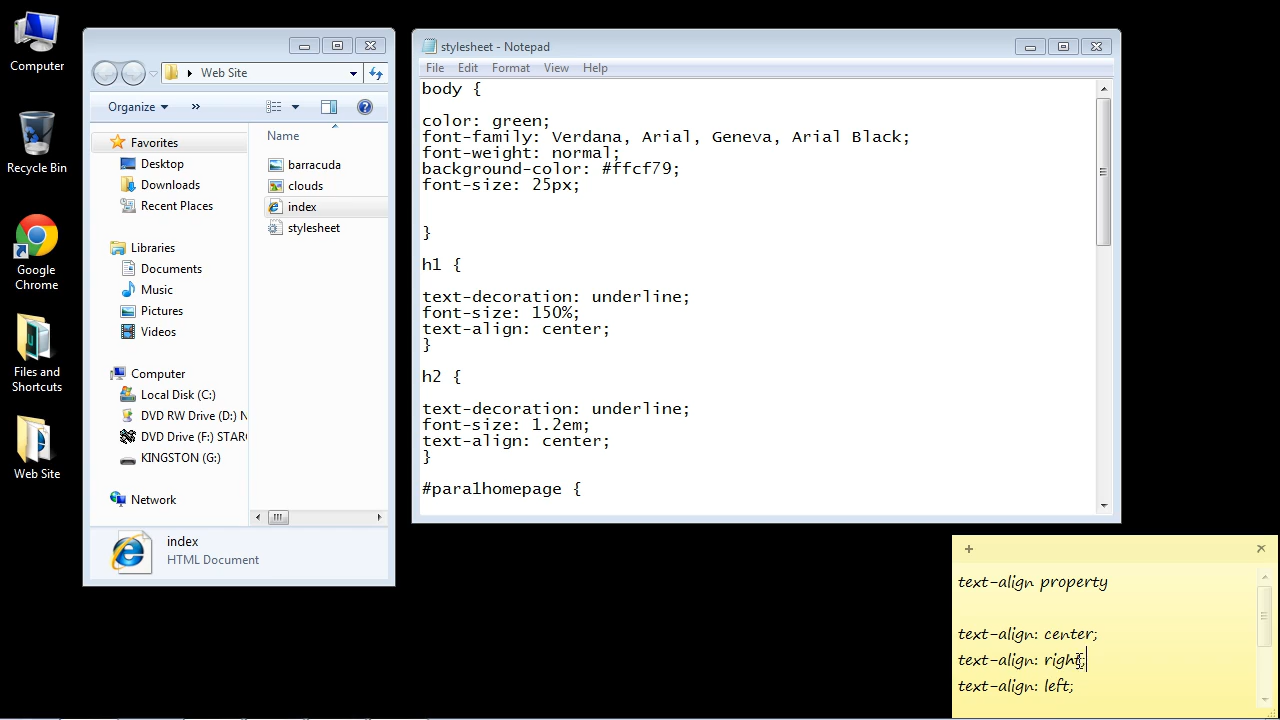 Computer
Recycle Bin
Google
Chrome
Files and
Shortcuts
Web Site
Web Site
Organize
»
Name
Favorites
Desktop
Downloads
Recent Places
Libraries
Documents
Music
Pictures
Videos
Computer
Local Disk (C:)
DVD RW Drive (D:) N
DVD Drive (F:) STAR
KINGSTON (G:)
Network
barracuda
clouds
index
stylesheet
index
HTML Document
stylesheet - Notepad
File Edit Format View Help
body {
color: green;
font-family: Verdana, Arial, Geneva, Arial Black;
font-weight: normal;
background-color: #ffcf79;
font-size: 25px;
}
h1 {
text-decoration: underline;
font-size: 150%;
text-align: center;
}
h2 {
text-decoration: underline;
font-size: 1.2em;
text-align: center;
}
#para1homepage {
text-align property
text-align: center;
text-align: right;
text-align: left;